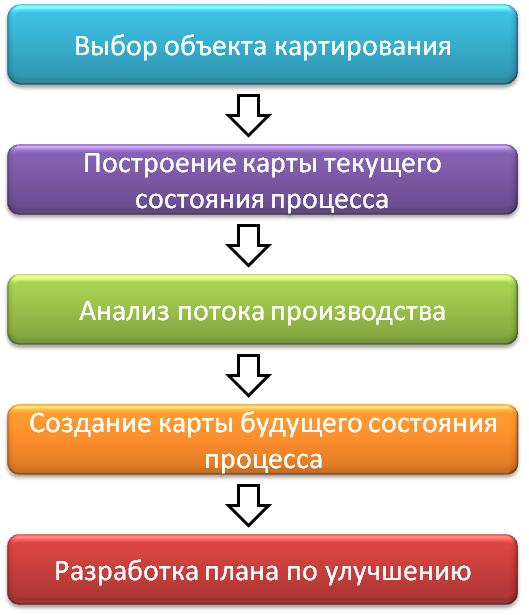 Выбор объекта картирования
Построение карты текущего
состояния процесса
Анализ потока производства
Создание карты будущего состояния
процесса
Разработка плана по улучшению